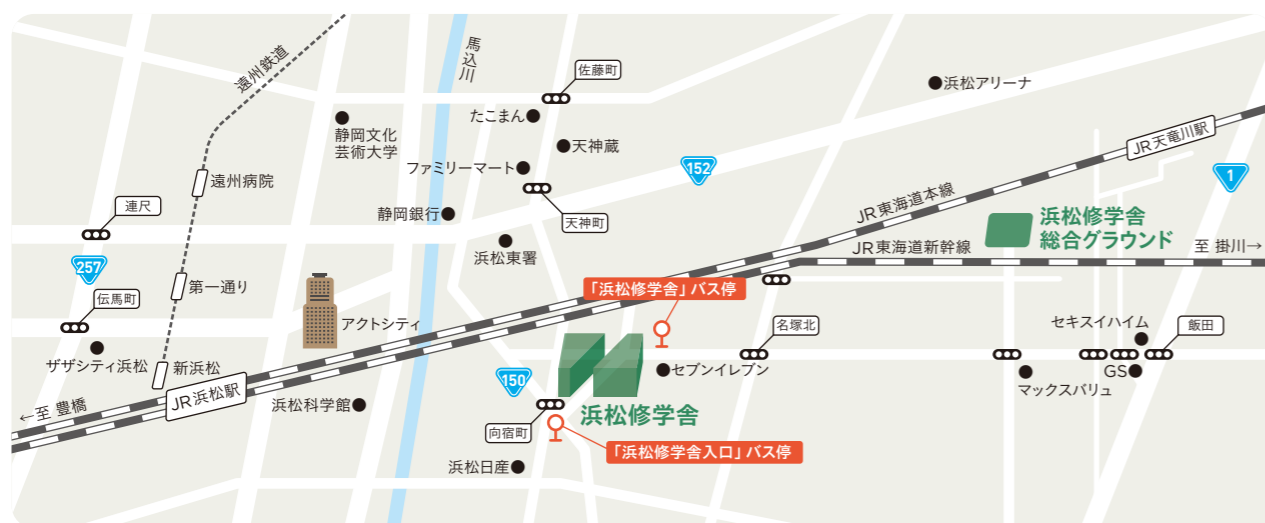 遠州鉄道
馬込川
佐藤町
浜松アリーナ
たこまん
静岡文化
芸術大学
天神蔵
JR天竜川駅
ファミリーマート
152
1
遠州病院
連尺
天神町
静岡銀行
JR東海道本線
浜松修学舎
総合グラウンド
浜松東署
JR東海道新幹線
至 掛川→
257
第一通り
「浜松修学舎」バス停
伝馬町
アクトシティ
名塚北
セキスイハイム
飯田
ザザシティ浜松
新浜松
150
セブンイレブン
GS
マックスバリュ
JR浜松駅
←至 豊橋
浜松科学館
浜松修学舎
向宿町
「浜松修学舎入口」バス停
浜松日産